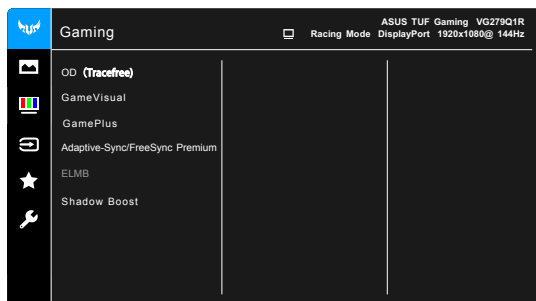 ASUS TUF Gaming VG279Q1R
Gaming
Racing Mode DisplayPort 1920x1080@ 144Hz
OD (Tracefree)
GameVisual
GamePlus
Adaptive-Sync/FreeSync Premium
ELMB
Shadow Boost